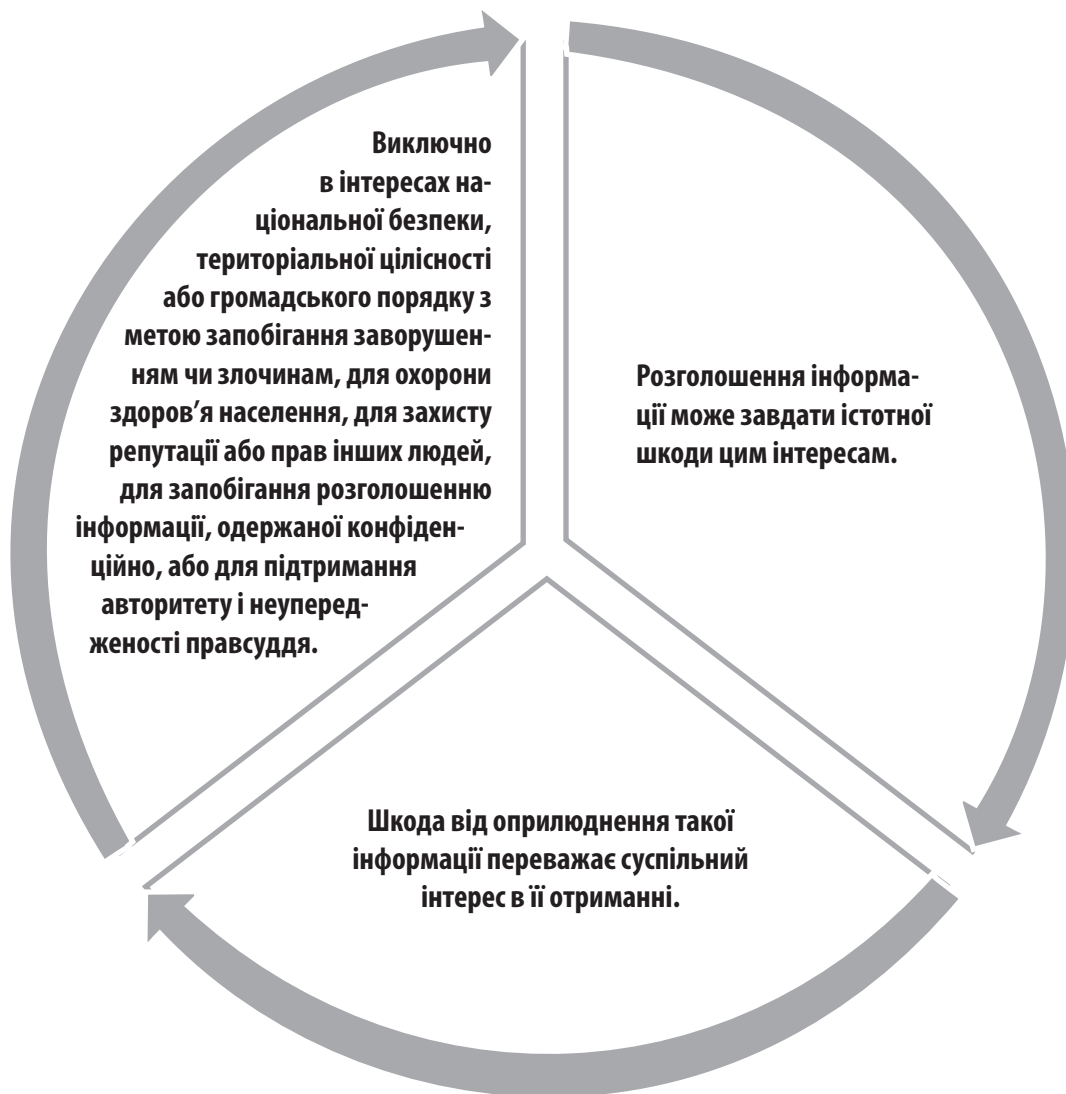 Виключно
в інтересах на-
ціональної безпеки,
територіальної цілісності
або громадського порядку з
метою запобігання заворушен-
ням чи злочинам, для охорони
здоров’я населення, для захисту
репутації або прав інших людей,
для запобігання розголошенню
інформації, одержаної конфіден-
ційно, або для підтримання
авторитету і неуперед-
женості правсуддя.
Розголошення інформа-
ції може завдати істотної
шкоди цим інтересам.
Шкода від оприлюднення такої
інформації переважає суспільний
інтерес в її отриманні.